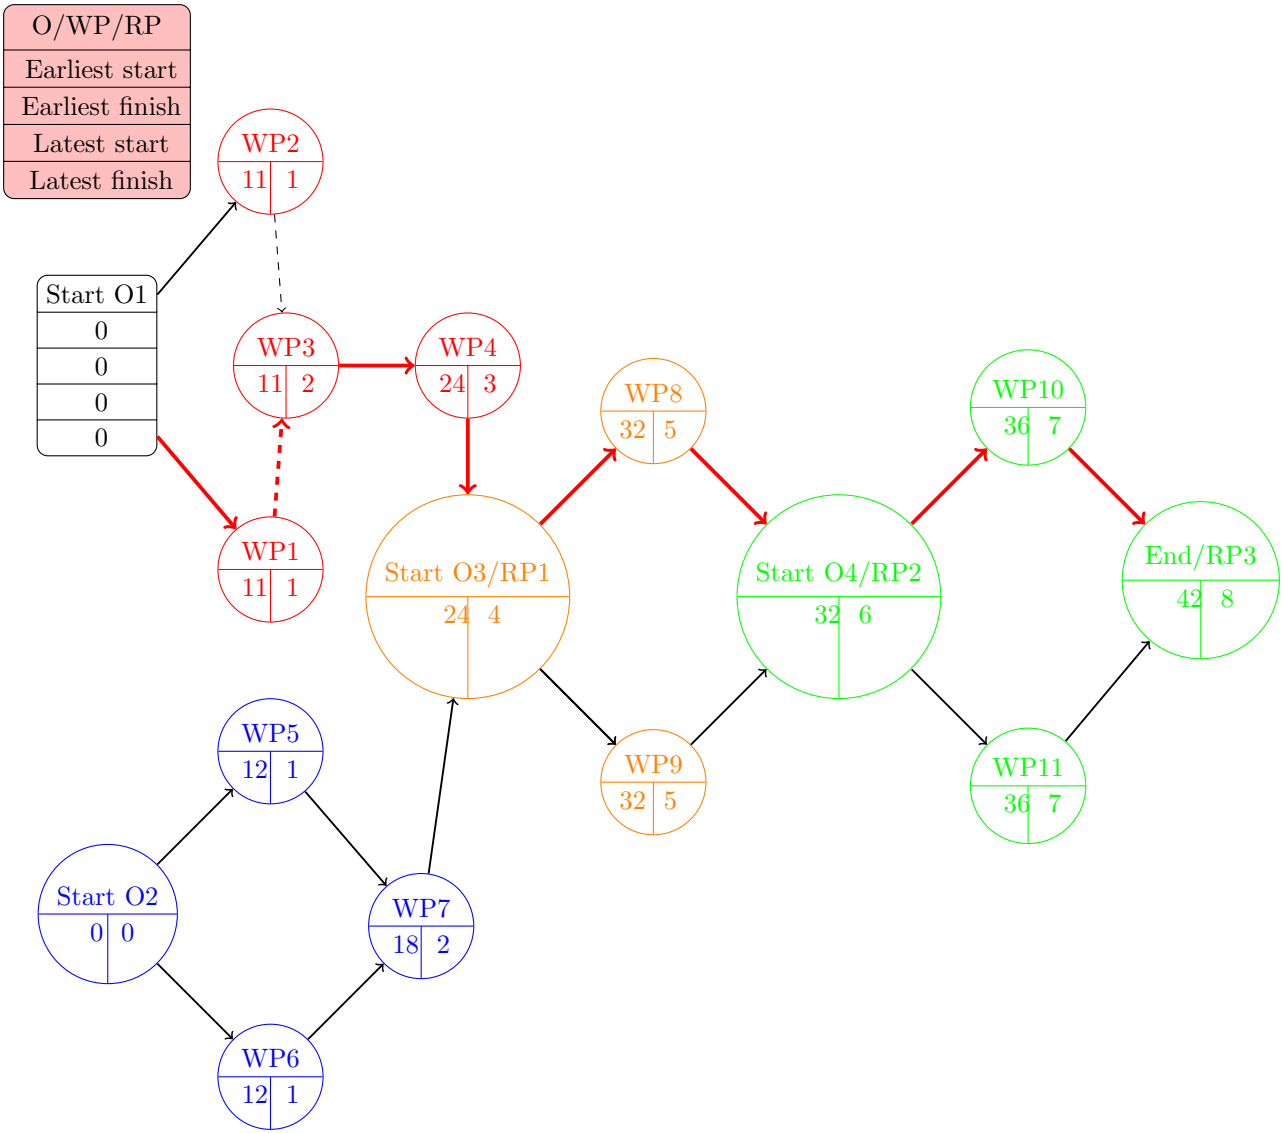 O/WP/RP
Earliest start
Earliest finish
Latest start
Latest finish
WP2
11 1
Start O1
0
0
0
0
WP3
11 2
WP4
24 3
WP8
32 5
WP10
36 7
WP1
11 1
Start O3/RP1
24 4
Start O4/RP2
32 6
End/RP3
42 8
WP5
12 1
WP9
32 5
WP11
36 7
Start O2
0 0
WP7
18 2
WP6
12 1